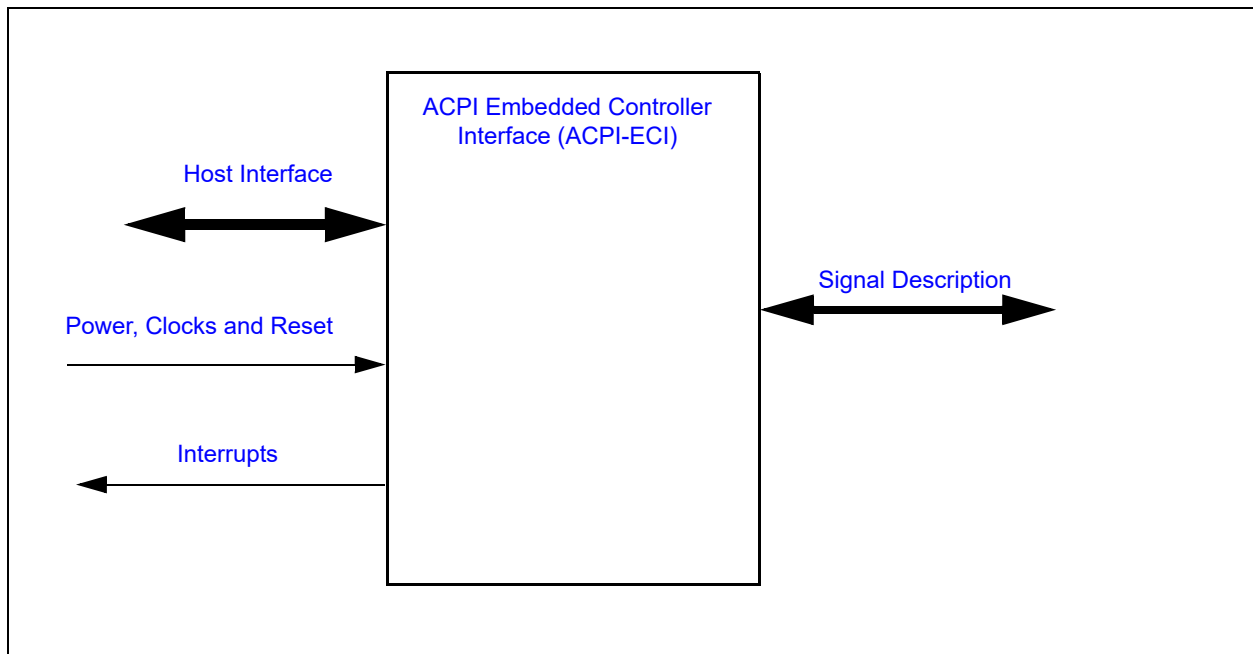 ACPI Embedded Controller
Interface (ACPI-ECI)
Host Interface
Signal Description
Power, Clocks and Reset
Interrupts